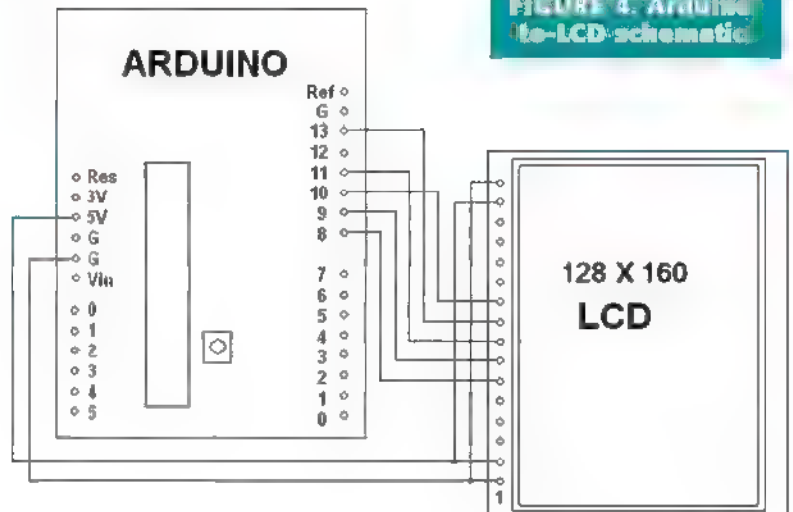 FIGURE 4. Arduino
to-LCD schematic
ARDUINO
Ref
G
13
12
11
10
9
8
7
6
5
4
3
2
1
0
Res
3V
5V
G
G
Vin
0
1
2
3
4
5
128 X 160
LCD
1